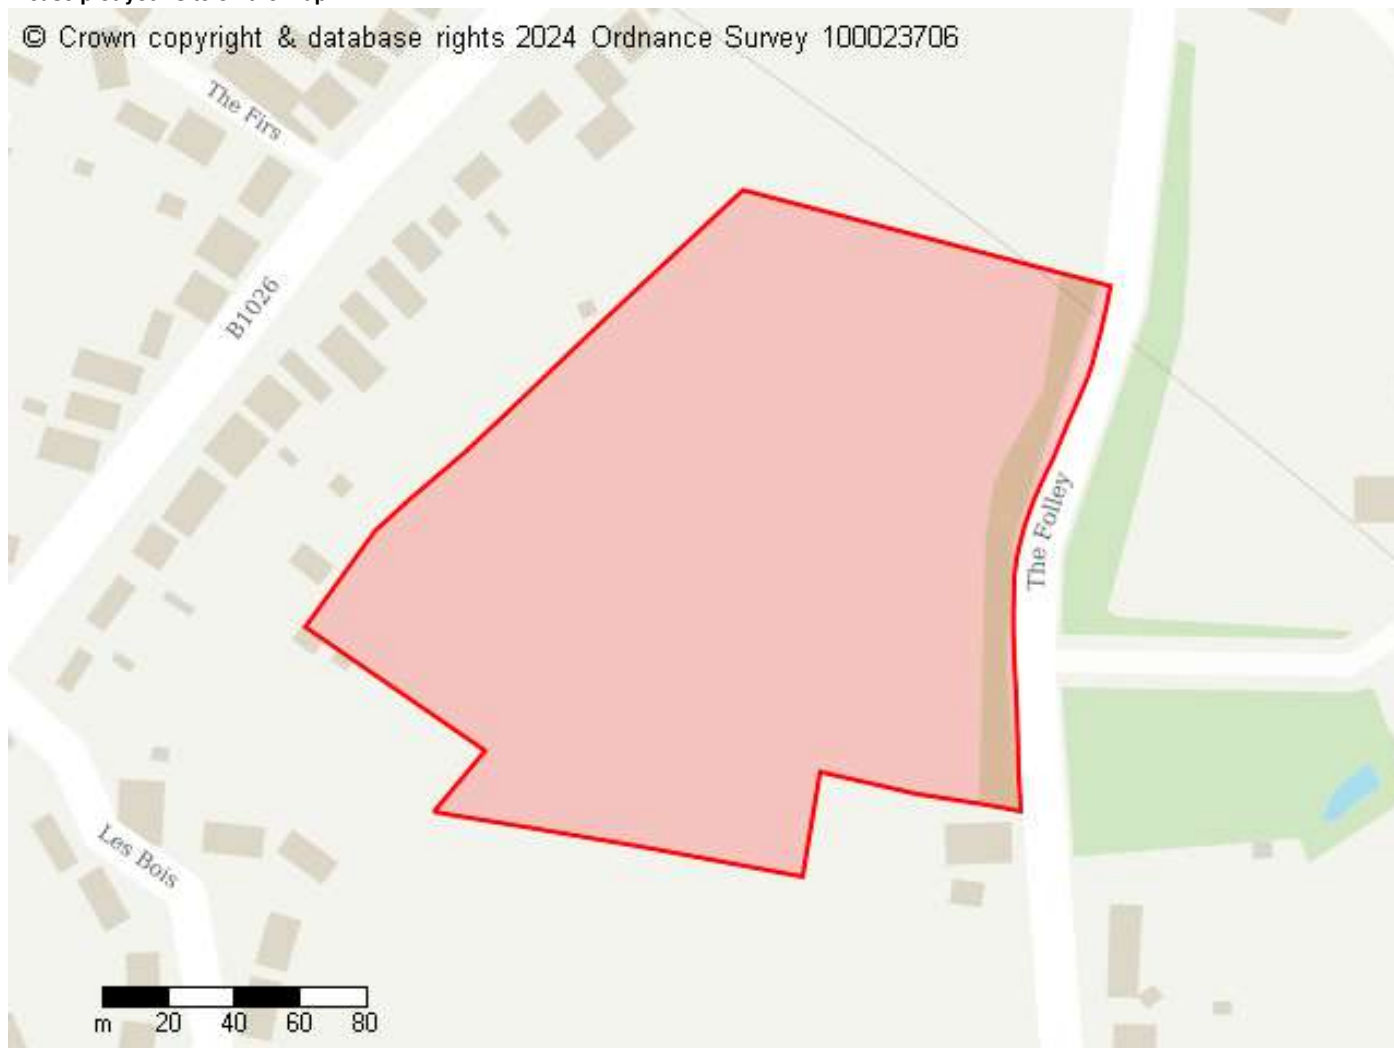 © Crown copyright & database rights 2024 Ordnance Survey 100023706
The Firs
B1026
The Folley
Les Bois
m 20 40 60 80